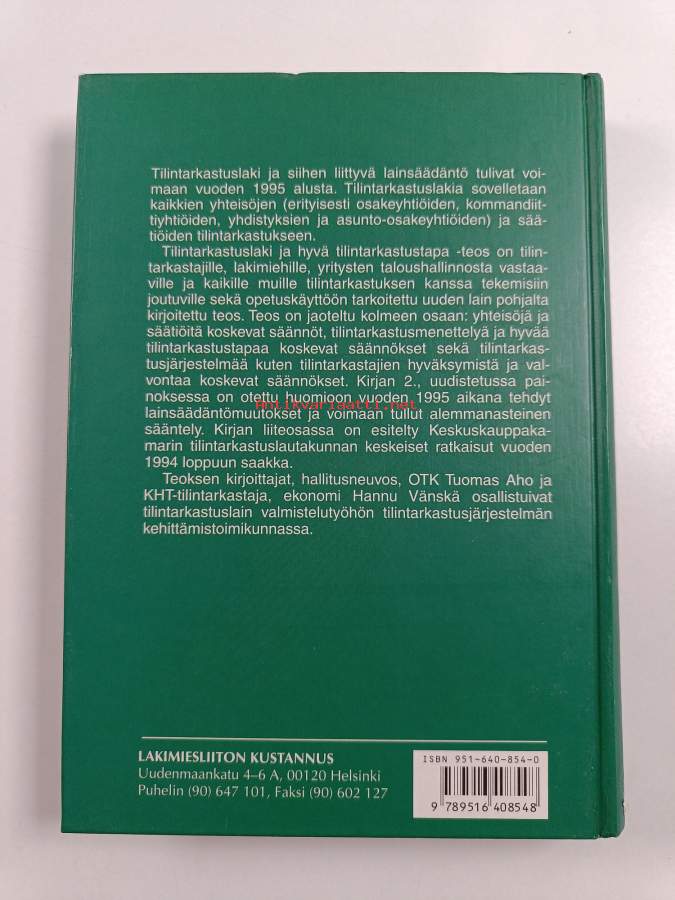 Tilintarkastuslaki ja siihen liittyvä lainsäädäntö tulivat voi-
maan vuoden 1995 alusta. Tilintarkastuslakia sovelletaan
kaikkien yhteisöjen (erityisesti osakeyhtiöiden, kommandiit-
tiyhtiöiden, yhdistyksien ja asunto-osakeyhtiöiden) ja sää-
tiöiden tilintarkastukseen.
Tilintarkastuslaki ja hyvä tilintarkastustapa -teos on tilin-
tarkastajille, lakimiehille, yritysten taloushallinnosta vastaa-
ville ja kaikille muille tilintarkastuksen kanssa tekemisiin
joutuville sekä opetuskäyttöön tarkoitettu uuden lain pohjalta
kirjoitettu teos. Teos on jaoteltu kolmeen osaan: yhteisöjä ja
säätiöitä koskevat säännöt, tilintarkastusmenettelyä ja hyvää
tilintarkastustapaa koskevat säännökset sekä tilintarkas-
tusjärjestelmää kuten tilintarkastajien hyväksymistä ja val-
vontaa koskevat säännökset. Kirjan 2., uudistetussa pai-
noksessa on otettu huomioon vuoden 1995 aikana tehdyt
Antikvariaatti.net
lainsäädäntömuutokset ja voimaan tullut alemmanasteinen
sääntely. Kirjan liiteosassa on esitelty Keskuskauppaka-
marin tilintarkastuslautakunnan keskeiset ratkaisut vuoden
1994 loppuun saakka.
Teoksen kirjoittajat, hallitusneuvos, OTK Tuomas Aho ja
KHT-tilintarkastaja, ekonomi Hannu Vänskä osallistuivat
tilintarkastuslain valmistelutyöhön tilintarkastusjärjestelmän
kehittämistoimikunnassa.
LAKIMIESLIITON KUSTANNUS
Uudenmaankatu 4–6 A, 00120 Helsinki
Puhelin (90) 647 101, Faksi (90) 602 127
ISBN 951-640-854-0
9 789516 408548